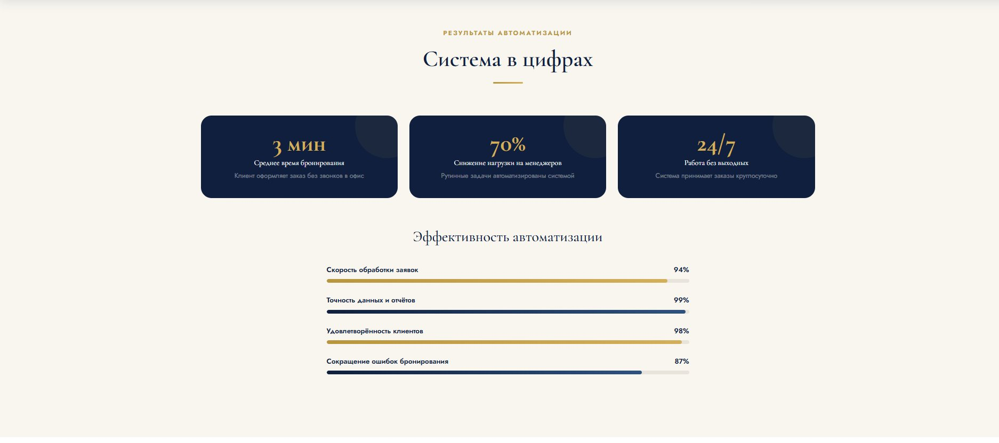 РЕЗУЛЬТАТЫ АВТОМАТИЗАЦИИ
Система в цифрах
3 мин
Среднее время бронирования
Клиент оформляет заказ без звонков в офис
70%
Снижение нагрузки на менеджеров
Рутинные задачи автоматизированы системой
24/7
Работа без выходных
Система принимает заказы круглосуточно
Эффективность автоматизации
Скорость обработки заявок 94%
Точность данных и отчётов 99%
Удовлетворённость клиентов 98%
Сокращение ошибок бронирования 87%